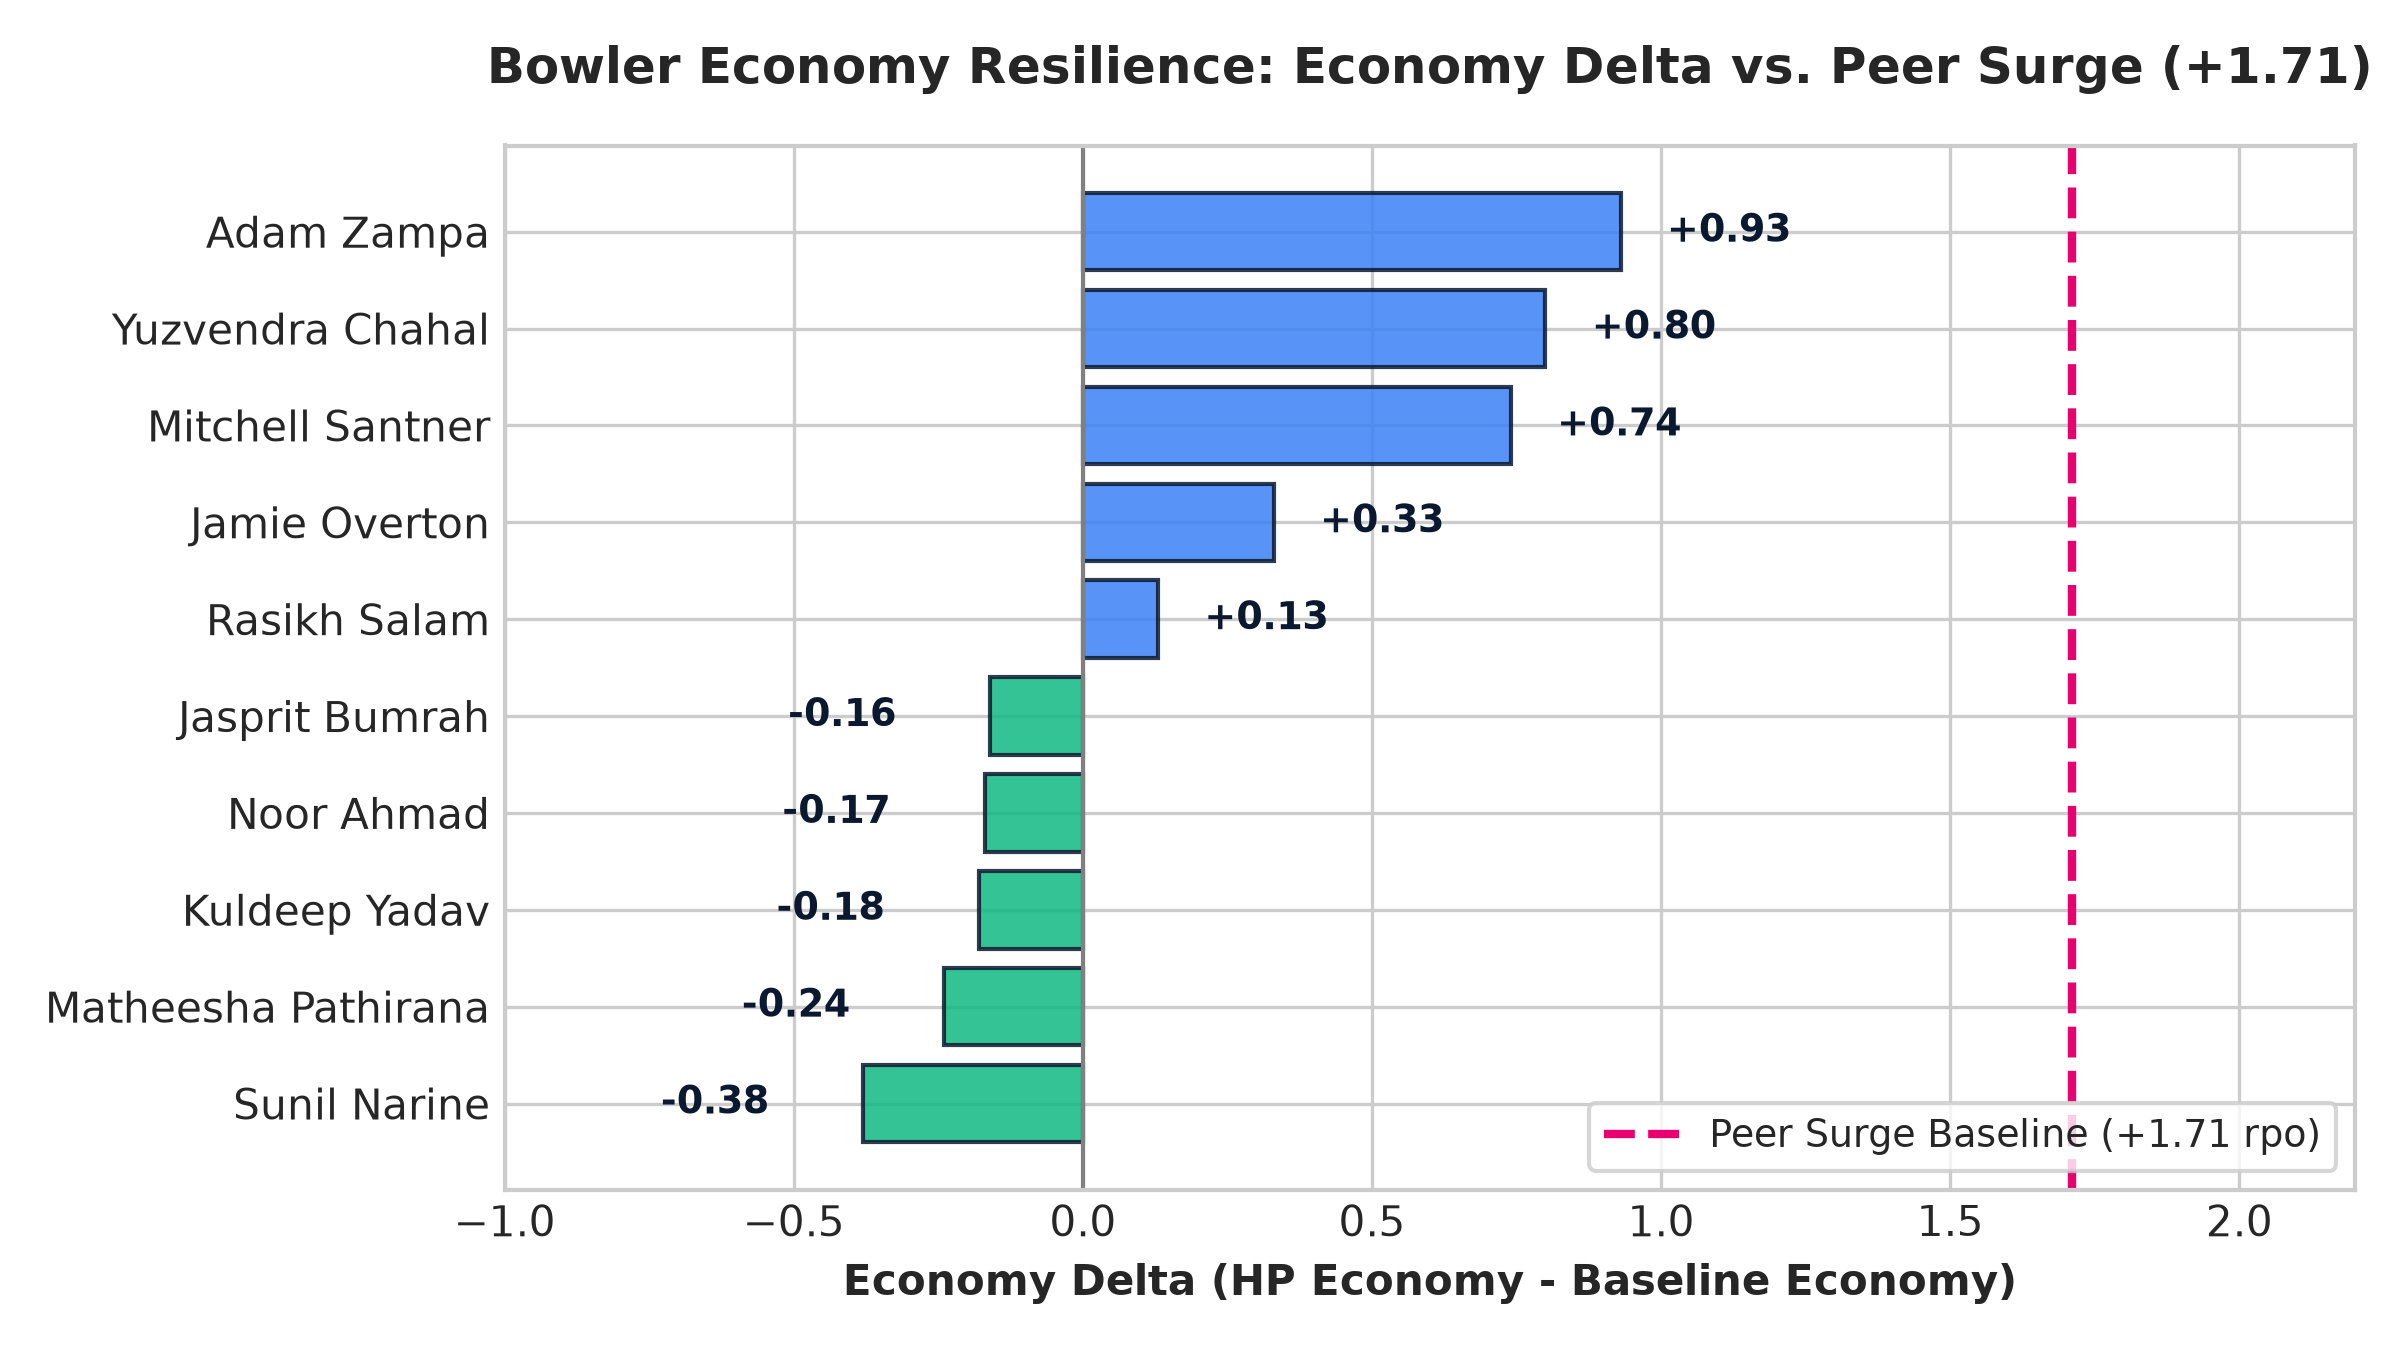 Bowler Economy Resilience: Economy Delta vs. Peer Surge (+1.71)
Adam Zampa
+0.93
Yuzvendra Chahal
+0.80
Mitchell Santner
+0.74
Jamie Overton
+0.33
Rasikh Salam
+0.13
Jasprit Bumrah
-0.16
Noor Ahmad
-0.17
Kuldeep Yadav
-0.18
Matheesha Pathirana
-0.24
Sunil Narine
-0.38
Peer Surge Baseline (+1.71 rpo)
−1.0 −0.5 0.0 0.5 1.0 1.5 2.0
Economy Delta (HP Economy - Baseline Economy)